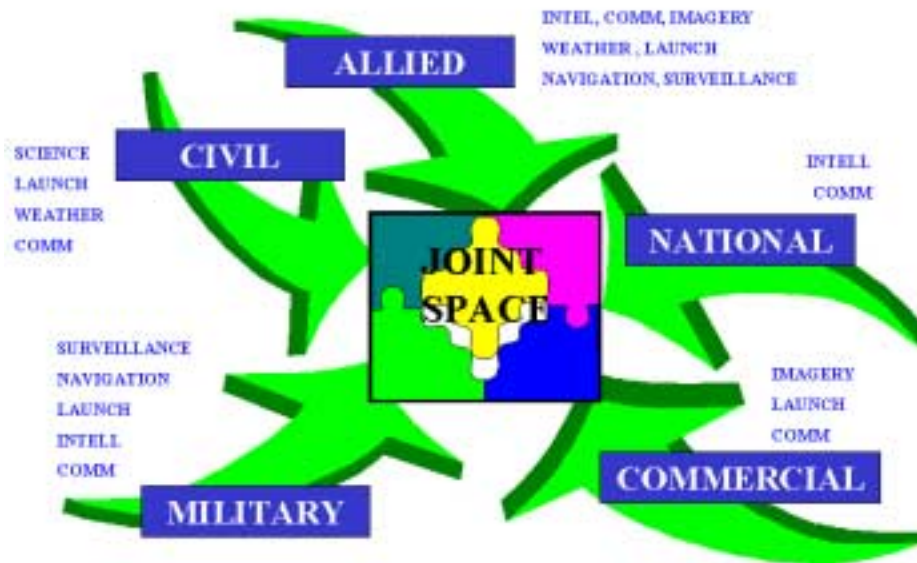 INTEL, COMM, IMAGERY
WEATHER , LAUNCH
NAVIGATION, SURVEILLANCE
ALLIED
CIVIL
SCIENCE
LAUNCH
WEATHER
COMM
INTELL
COMM
NATIONAL
JOINT
SPACE
SURVEILLANCE
NAVIGATION
LAUNCH
INTELL
COMM
MILITARY
IMAGERY
LAUNCH
COMM
COMMERCIAL